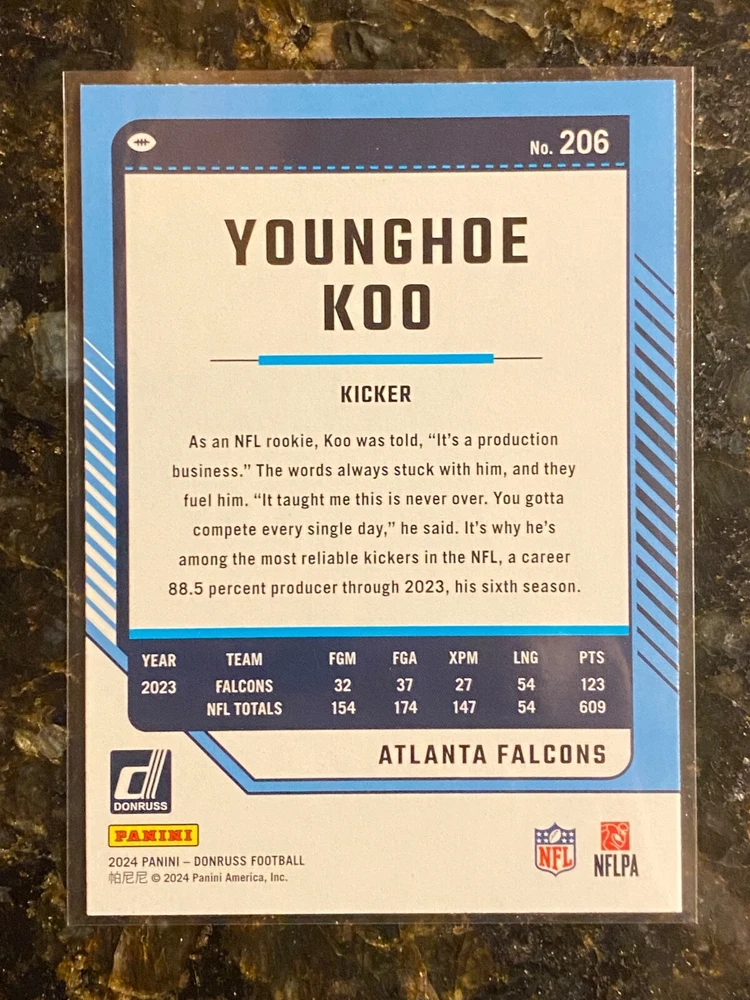 No. 206
YOUNGHOE
KOO
KICKER
As an NFL rookie, Koo was told, “It’s a production
business.” The words always stuck with him, and they
fuel him. “It taught me this is never over. You gotta
compete every single day,” he said. It’s why he’s
among the most reliable kickers in the NFL, a career
88.5 percent producer through 2023, his sixth season.
YEAR TEAM FGM FGA XPM LNG PTS
2023 FALCONS 32 37 27 54 123
NFL TOTALS 154 174 147 54 609
ATLANTA FALCONS
d
DONRUSS
PANINI
2024 PANINI – DONRUSS FOOTBALL
帕尼尼 © 2024 Panini America, Inc.
NFL
NFLPA